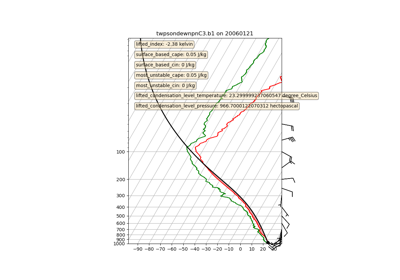 twpsondewnpnC3.b1 on 20060121
lifted_index: -2.38 kelvin
surface_based_cape: 0.05 J/kg
surface_based_cin: 0 J/kg
most_unstable_cape: 0.05 J/kg
most_unstable_cin: 0 J/kg
lifted_condensation_level_temperature: 23.299999237060547 degree_Celsius
lifted_condensation_level_pressure: 966.7000122070312 hectopascal
100
200
300
400
500
600
700
800
900
1000
−90 −80 −70 −60 −50 −40 −30 −20 −10 0 10 20